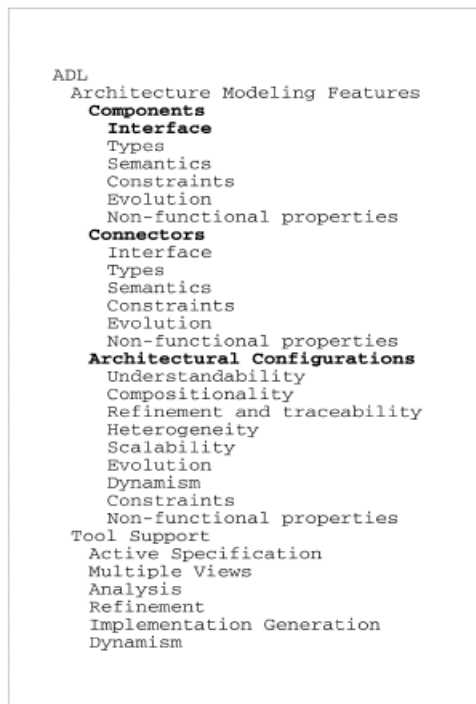 ADL
Architecture Modeling Features
Components
Interface
Types
Semantics
Constraints
Evolution
Non-functional properties
Connectors
Interface
Types
Semantics
Constraints
Evolution
Non-functional properties
Architectural Configurations
Understandability
Compositionality
Refinement and traceability
Heterogeneity
Scalability
Evolution
Dynamism
Constraints
Non-functional properties
Tool Support
Active Specification
Multiple Views
Analysis
Refinement
Implementation Generation
Dynamism